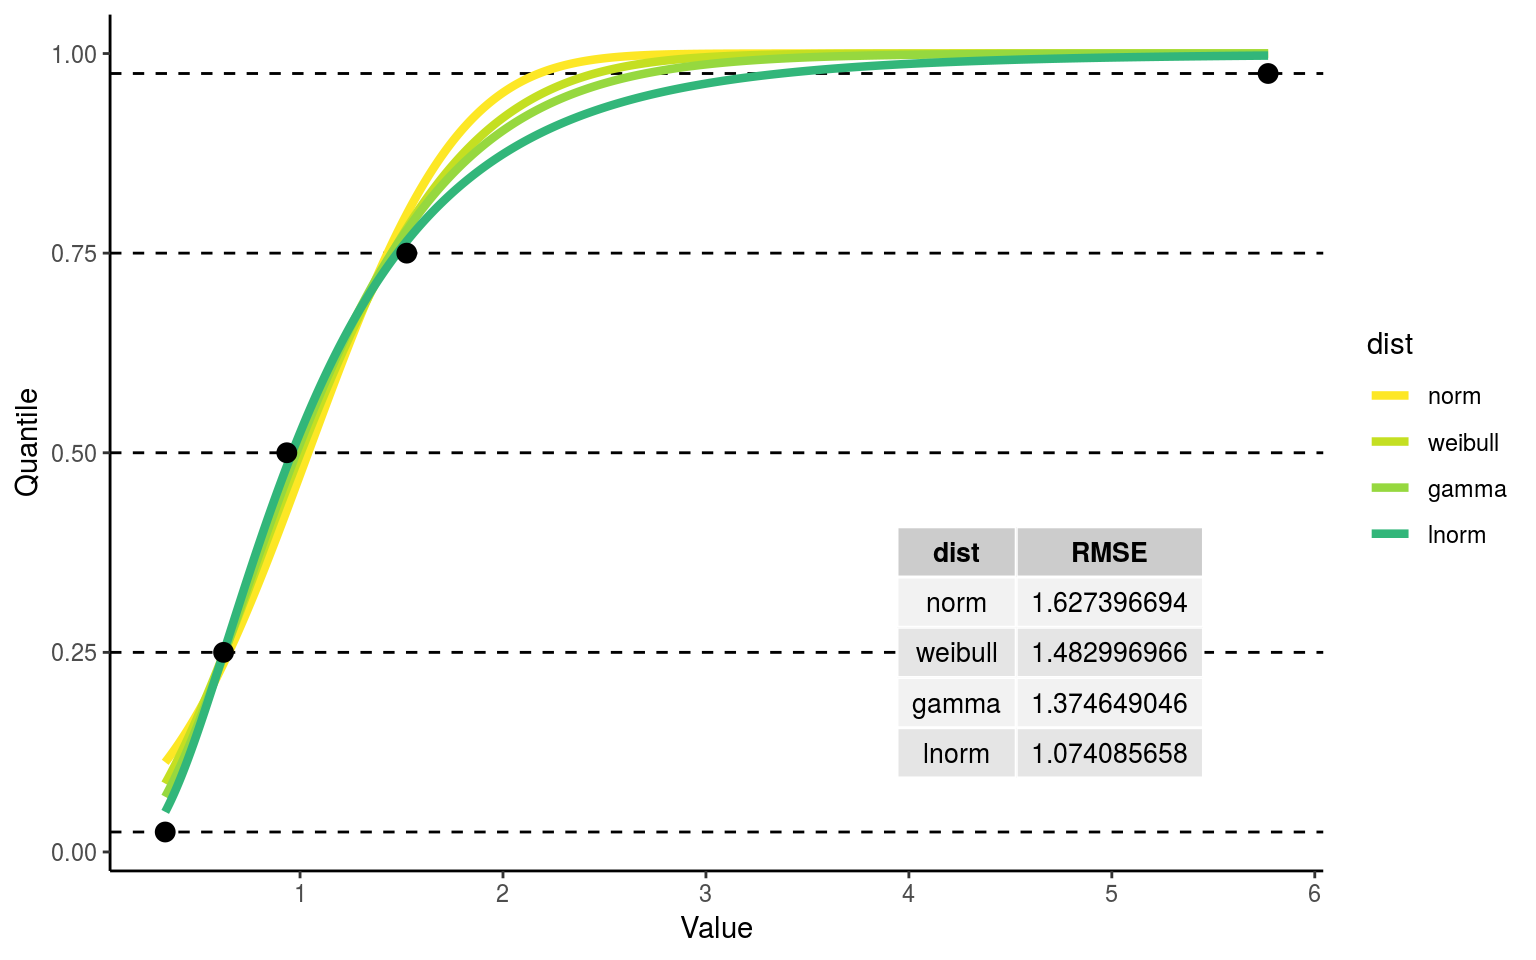 1.00
0.75
0.50
0.25
0.00
Quantile
1 2 3 4 5 6
Value
dist RMSE
norm 1.627396694
weibull 1.482996966
gamma 1.374649046
lnorm 1.074085658
dist
norm
weibull
gamma
lnorm